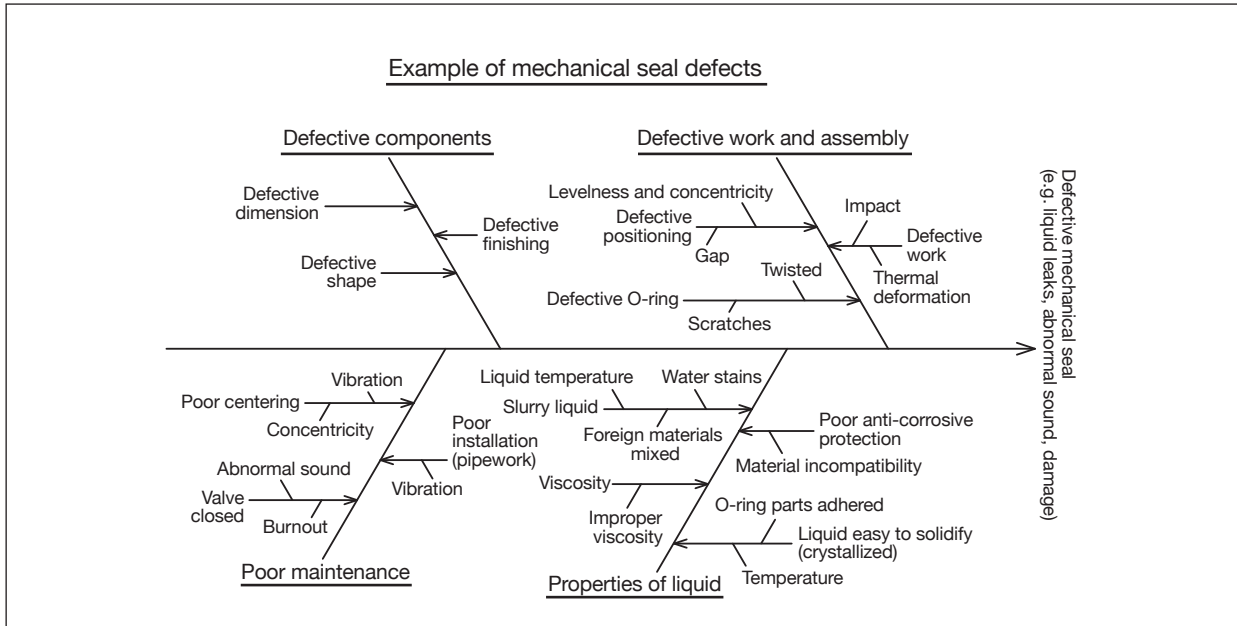 Example of mechanical seal defects
Defective components
Defective work and assembly
Defective
dimension
Defective
finishing
Defective
shape
Levelness and concentricity
Defective
positioning
Gap
Impact
Defective
work
Thermal
deformation
Twisted
Defective O-ring
Scratches
Defective mechanical seal
(e.g. liquid leaks, abnormal sound, damage)
Vibration
Poor centering
Concentricity
Poor
installation
(pipework)
Vibration
Abnormal sound
Valve
closed
Burnout
Poor maintenance
Liquid temperature
Water stains
Slurry liquid
Foreign materials
mixed
Poor anti-corrosive
protection
Material incompatibility
Viscosity
Improper
viscosity
O-ring parts adhered
Liquid easy to solidify
(crystallized)
Temperature
Properties of liquid